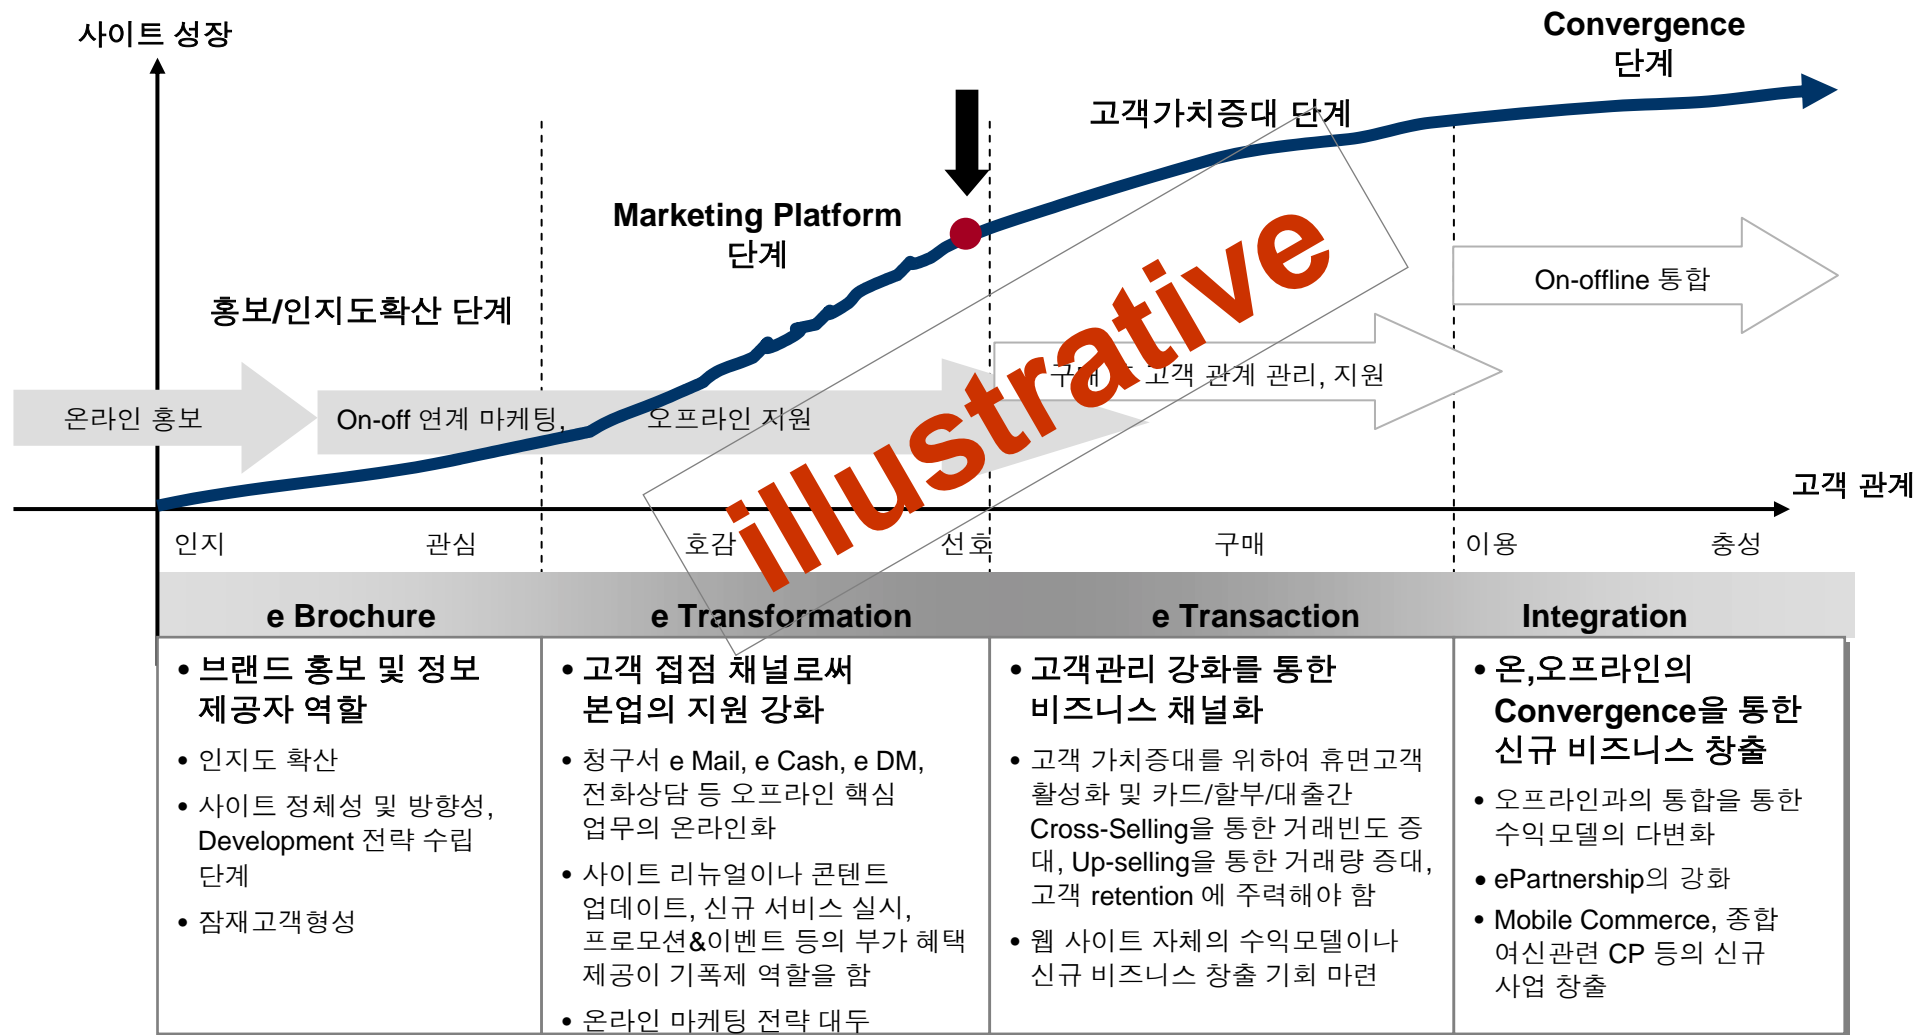 사이트 성장
Convergence
단계
고객가치증대 단계
Marketing Platform
단계
홍보/인지도확산 단계
On-offline 통합
구매 후 고객 관계 관리, 지원
온라인 홍보
On-off 연계 마케팅, 오프라인 지원
illustrative
고객 관계
인지 관심 호감 선호 구매 이용 충성
e Brochure
e Transformation
e Transaction
Integration
• 브랜드 홍보 및 정보
제공자 역할
• 인지도 확산
• 사이트 정체성 및 방향성,
Development 전략 수립
단계
• 잠재고객형성
• 고객 접점 채널로써
본업의 지원 강화
• 청구서 e Mail, e Cash, e DM,
전화상담 등 오프라인 핵심
업무의 온라인화
• 사이트 리뉴얼이나 콘텐트
업데이트, 신규 서비스 실시,
프로모션&이벤트 등의 부가 혜택
제공이 기폭제 역할을 함
• 온라인 마케팅 전략 대두
• 고객관리 강화를 통한
비즈니스 채널화
• 고객 가치증대를 위하여 휴면고객
활성화 및 카드/할부/대출간
Cross-Selling을 통한 거래빈도 증
대, Up-selling을 통한 거래량 증대,
고객 retention 에 주력해야 함
• 웹 사이트 자체의 수익모델이나
신규 비즈니스 창출 기회 마련
• 온,오프라인의
Convergence을 통한
신규 비즈니스 창출
• 오프라인과의 통합을 통한
수익모델의 다변화
• ePartnership의 강화
• Mobile Commerce, 종합
여신관련 CP 등의 신규
사업 창출